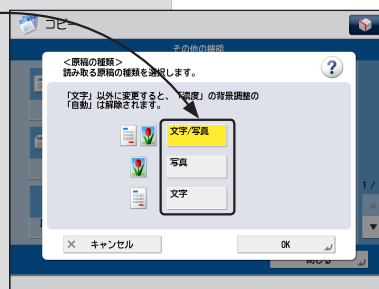 コピー
その他の機能
＜原稿の種類＞
読み取る原稿の種類を選択します。
「文字」以外に変更すると、「濃度」の背景調整の
「自動」は解除されます。
文字/写真
写真
文字
1/
× キャンセル
OK
閉じる